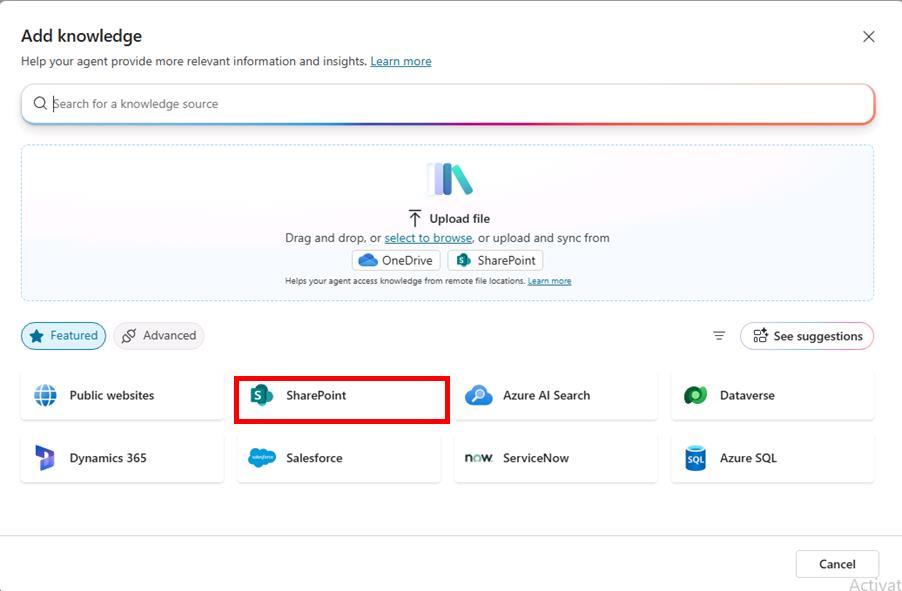 Add knowledge
Help your agent provide more relevant information and insights. Learn more
Search for a knowledge source
Upload file
Drag and drop, or select to browse, or upload and sync from
OneDrive SharePoint
Helps your agent access knowledge from remote file locations. Learn more
Featured Advanced See suggestions
Public websites SharePoint Azure AI Search Dataverse
Dynamics 365 Salesforce ServiceNow Azure SQL
Cancel
Activat